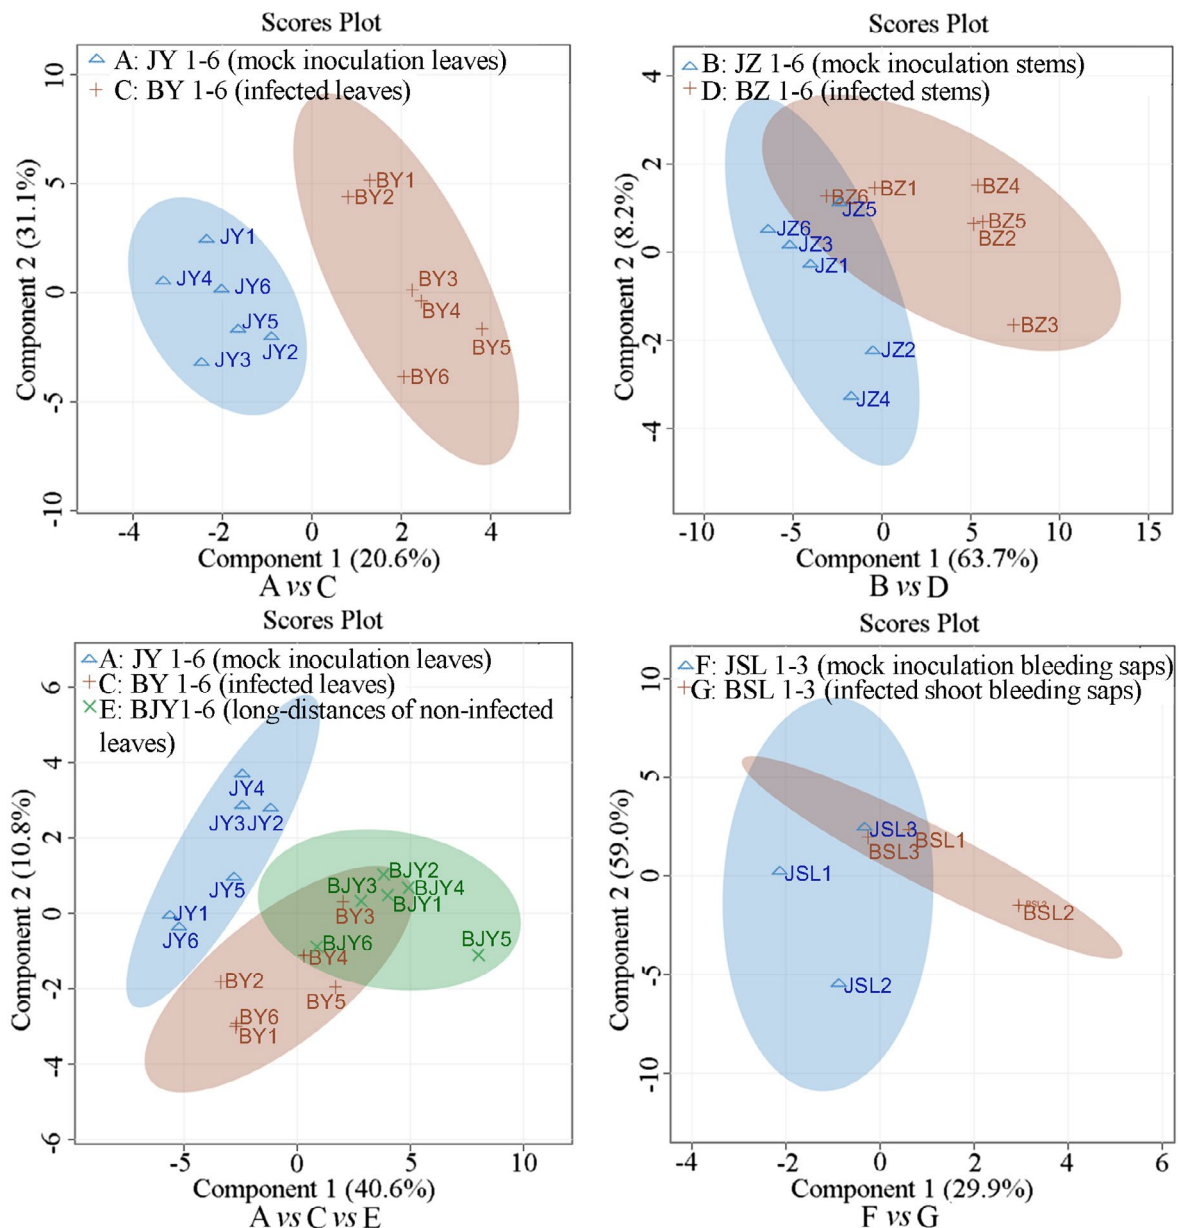 Scores Plot
A: JY 1-6 (mock inoculation leaves)
C: BY 1-6 (infected leaves)
Component 2 (31.1%)
10
5
0
-5
-10
BY1
BY2
JY1
JY4
JY6
BY3
BY4
JY5
JY2
BY5
JY3
BY6
-4
-2
0
2
4
Component 1 (20.6%)
A vs C
Scores Plot
B: JZ 1-6 (mock inoculation stems)
D: BZ 1-6 (infected stems)
Component 2 (8.2%)
4
2
0
-2
-4
BZ6
BZ1
BZ4
JZ5
JZ6
BZ5
JZ3
BZ2
JZ1
BZ3
JZ2
JZ4
-10
-5
0
5
10
15
Component 1 (63.7%)
B vs D
Scores Plot
A: JY 1-6 (mock inoculation leaves)
C: BY 1-6 (infected leaves)
E: BJY1-6 (long-distances of non-infected
leaves)
Component 2 (10.8%)
6
4
2
0
-2
-4
-6
JY4
JY3
JY2
BJY2
JY5
BJY3
BJY4
BJY1
JY1
BY3
JY6
BJY6
BJY5
BY4
BY2
BY5
BY6
BY1
-5
0
5
10
Component 1 (40.6%)
A vs C vs E
Scores Plot
F: JSL 1-3 (mock inoculation bleeding saps)
G: BSL 1-3 (infected shoot bleeding saps)
Component 2 (59.0%)
10
5
0
-5
-10
JSL3
BSL1
BSL3
JSL1
BSL2
BSL2
JSL2
-4
-2
0
2
4
6
Component 1 (29.9%)
F vs G